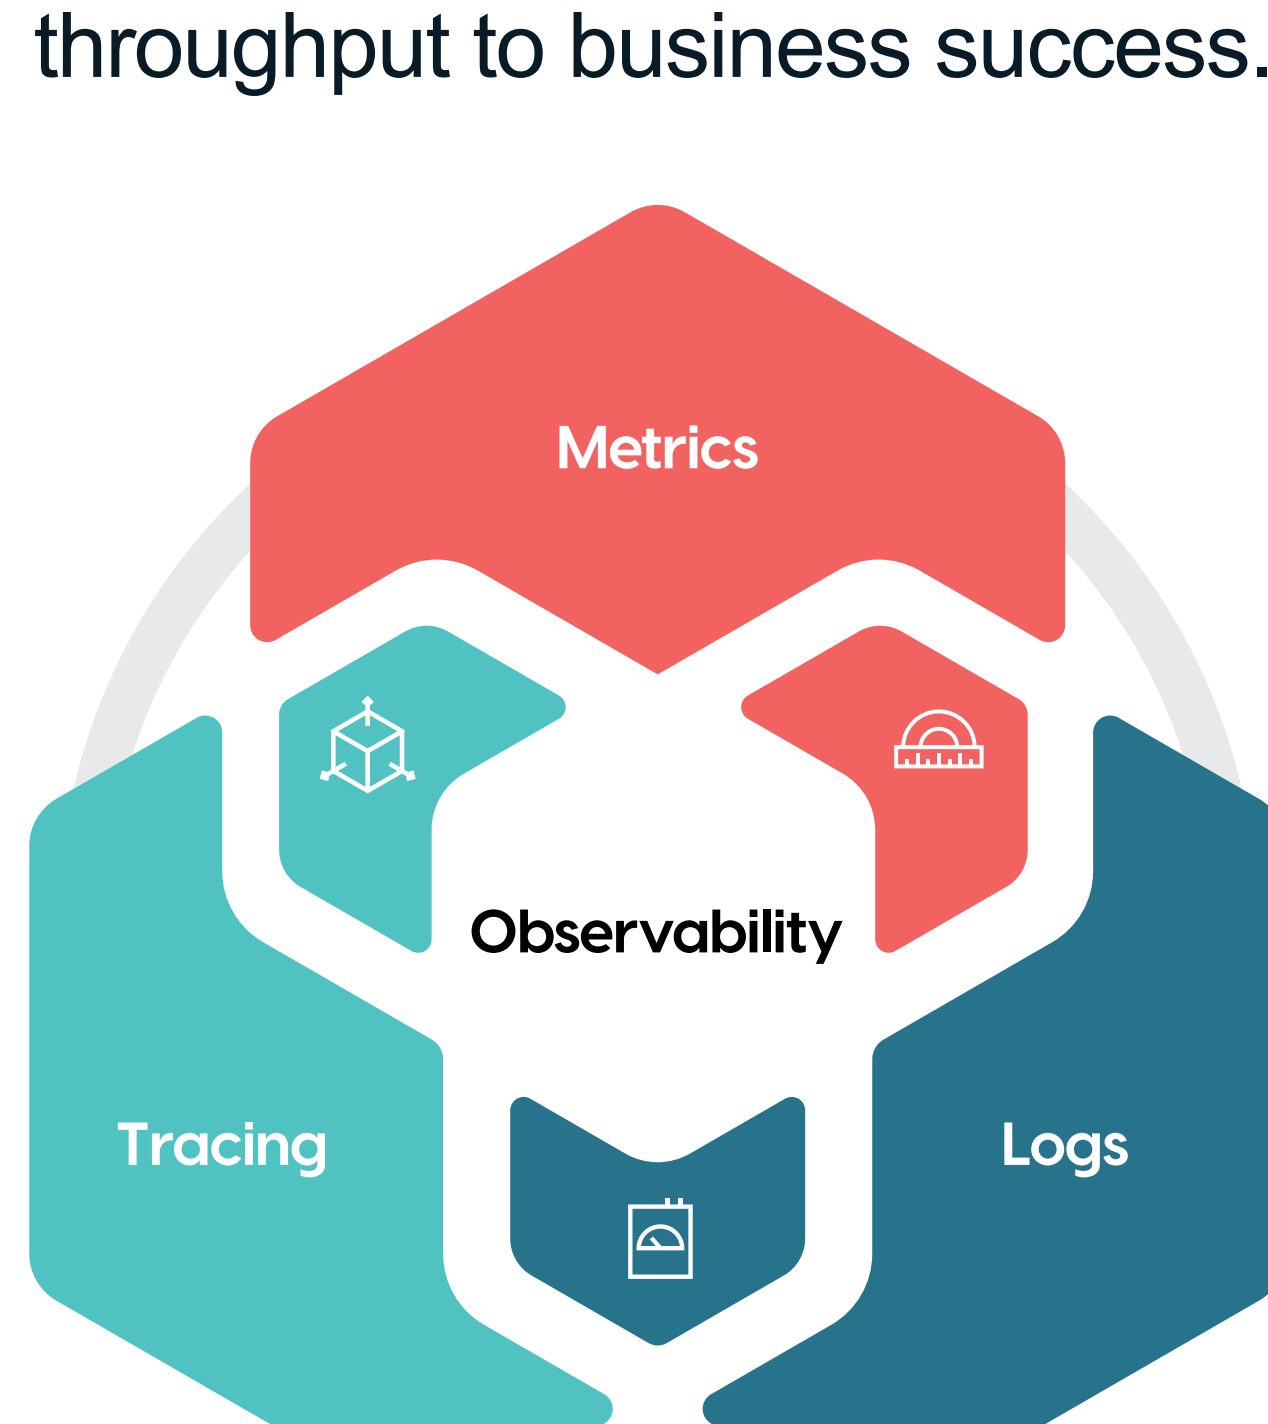 throughput to business success.
Metrics
Observability
Tracing
Logs